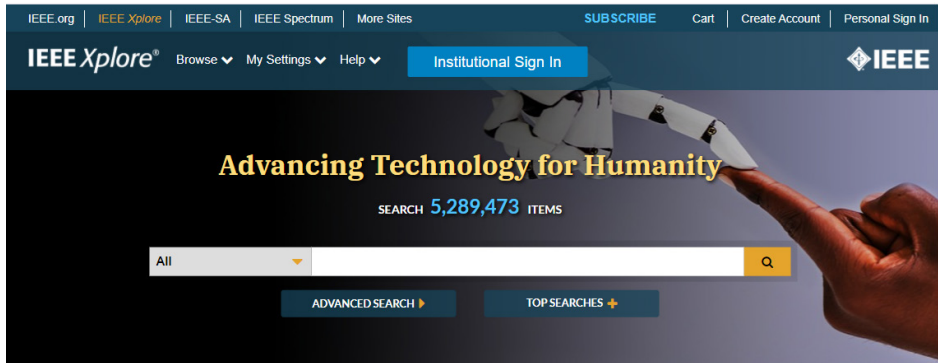 IEEE.org IEEE Xplore IEEE-SA IEEE Spectrum More Sites SUBSCRIBE Cart Create Account Personal Sign In
IEEE Xplore® Browse My Settings Help Institutional Sign In IEEE
Advancing Technology for Humanity
SEARCH 5,289,473 ITEMS
All
ADVANCED SEARCH TOP SEARCHES